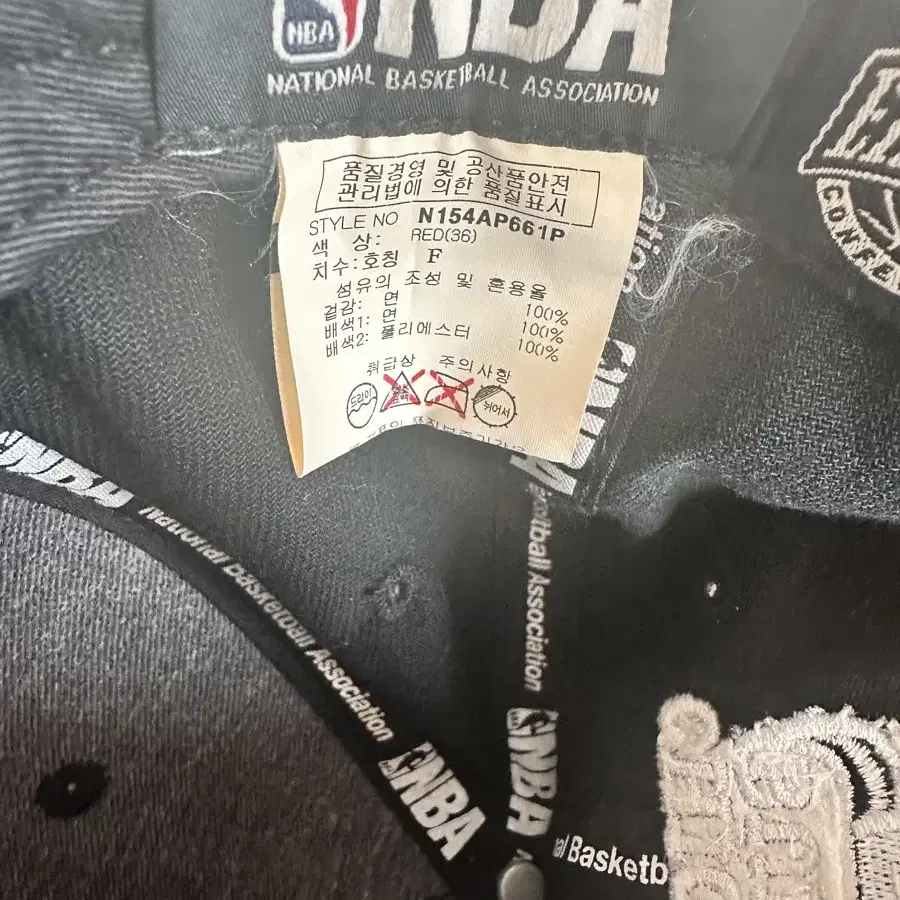 NBA
NBA
NATIONAL BASKETBALL ASSOCIATION
품질경영 및 공산품안전
관리법에 의한 품질표시
STYLE NO N154AP661P
색 상: RED(36)
치수:호칭 F
섬유의 조성 및 혼용율
겉감: 면 100%
배색1: 면 100%
배색2: 폴리에스터 100%
취급상 주의사항
드라이
뒤어서
NBA
National Basketball Association
NBA
NBA
Association
NBA
al Basketb